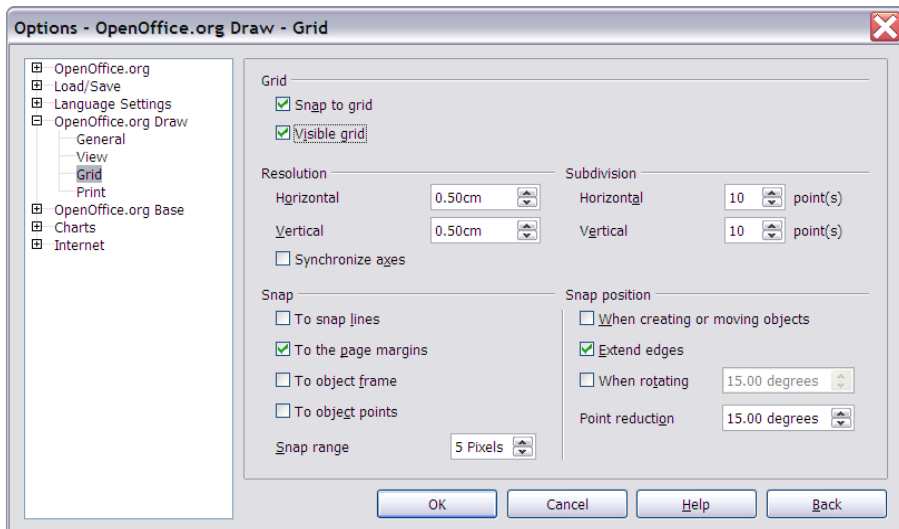 Options - OpenOffice.org Draw - Grid
OpenOffice.org
Load/Save
Language Settings
OpenOffice.org Draw
General
View
Grid
Print
OpenOffice.org Base
Charts
Internet
Grid
Snap to grid
Visible grid
Resolution
Horizontal 0.50cm
Vertical 0.50cm
Synchronize axes
Subdivision
Horizontal 10 point(s)
Vertical 10 point(s)
Snap
To snap lines
To the page margins
To object frame
To object points
Snap range 5 Pixels
Snap position
When creating or moving objects
Extend edges
When rotating 15.00 degrees
Point reduction 15.00 degrees
OK Cancel Help Back